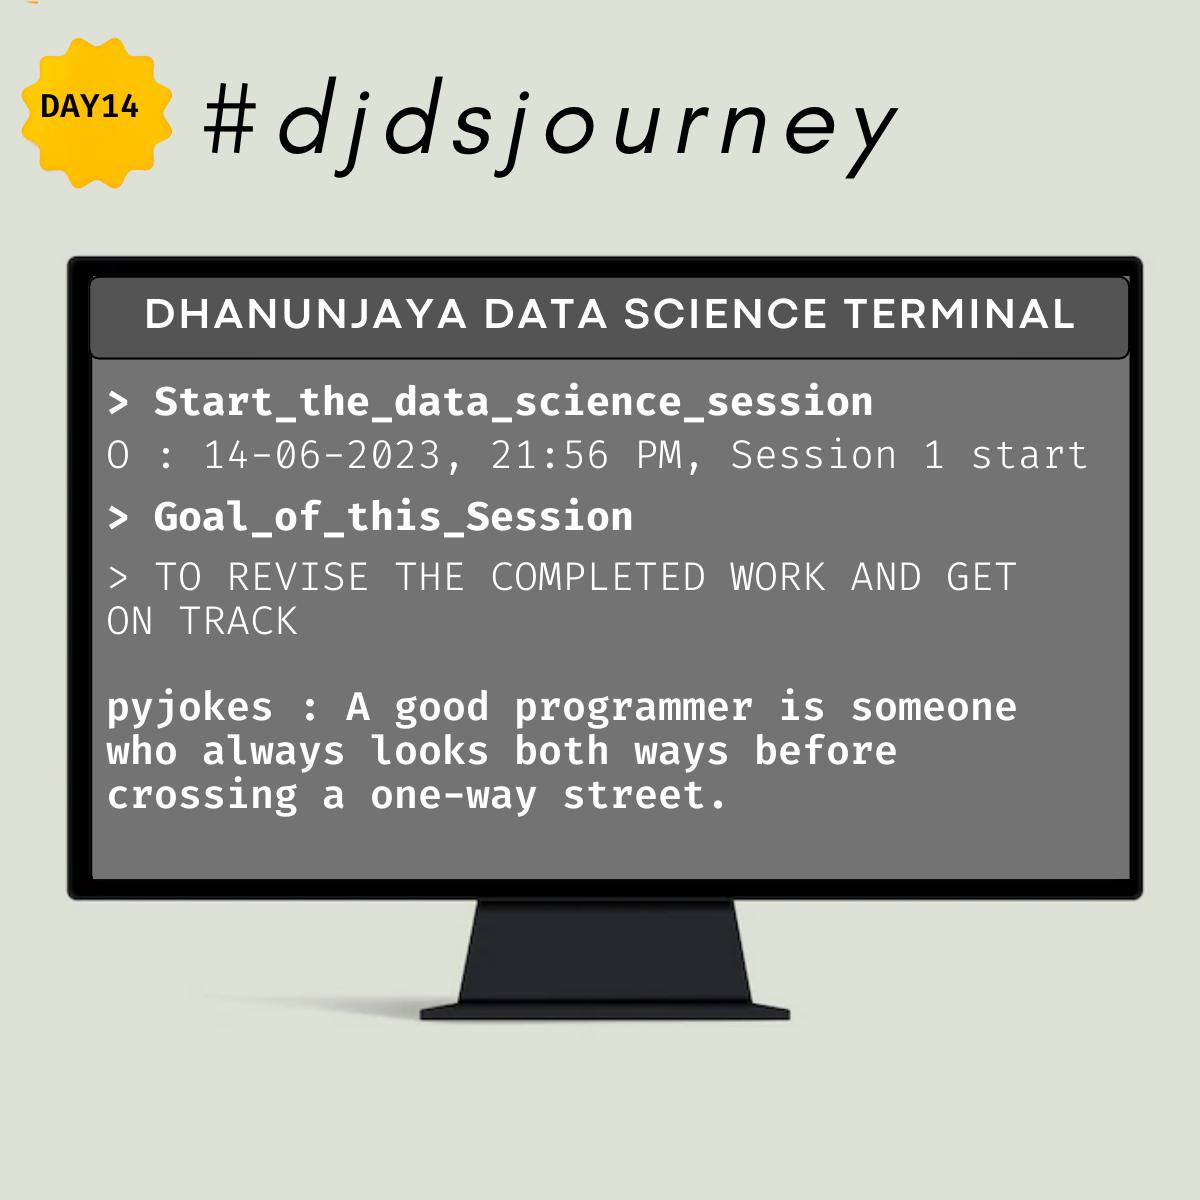 DAY14
#djdsjourney
DHANUNJAYA DATA SCIENCE TERMINAL
> Start_the_data_science_session
O : 14-06-2023, 21:56 PM, Session 1 start
> Goal_of_this_Session
> TO REVISE THE COMPLETED WORK AND GET
ON TRACK
pyjokes : A good programmer is someone
who always looks both ways before
crossing a one-way street.